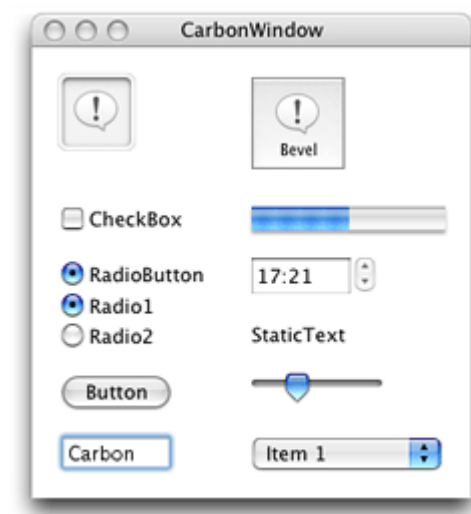 CarbonWindow
!
!
Bevel
CheckBox
RadioButton
17:21
Radio1
Radio2
StaticText
Button
Carbon
Item 1